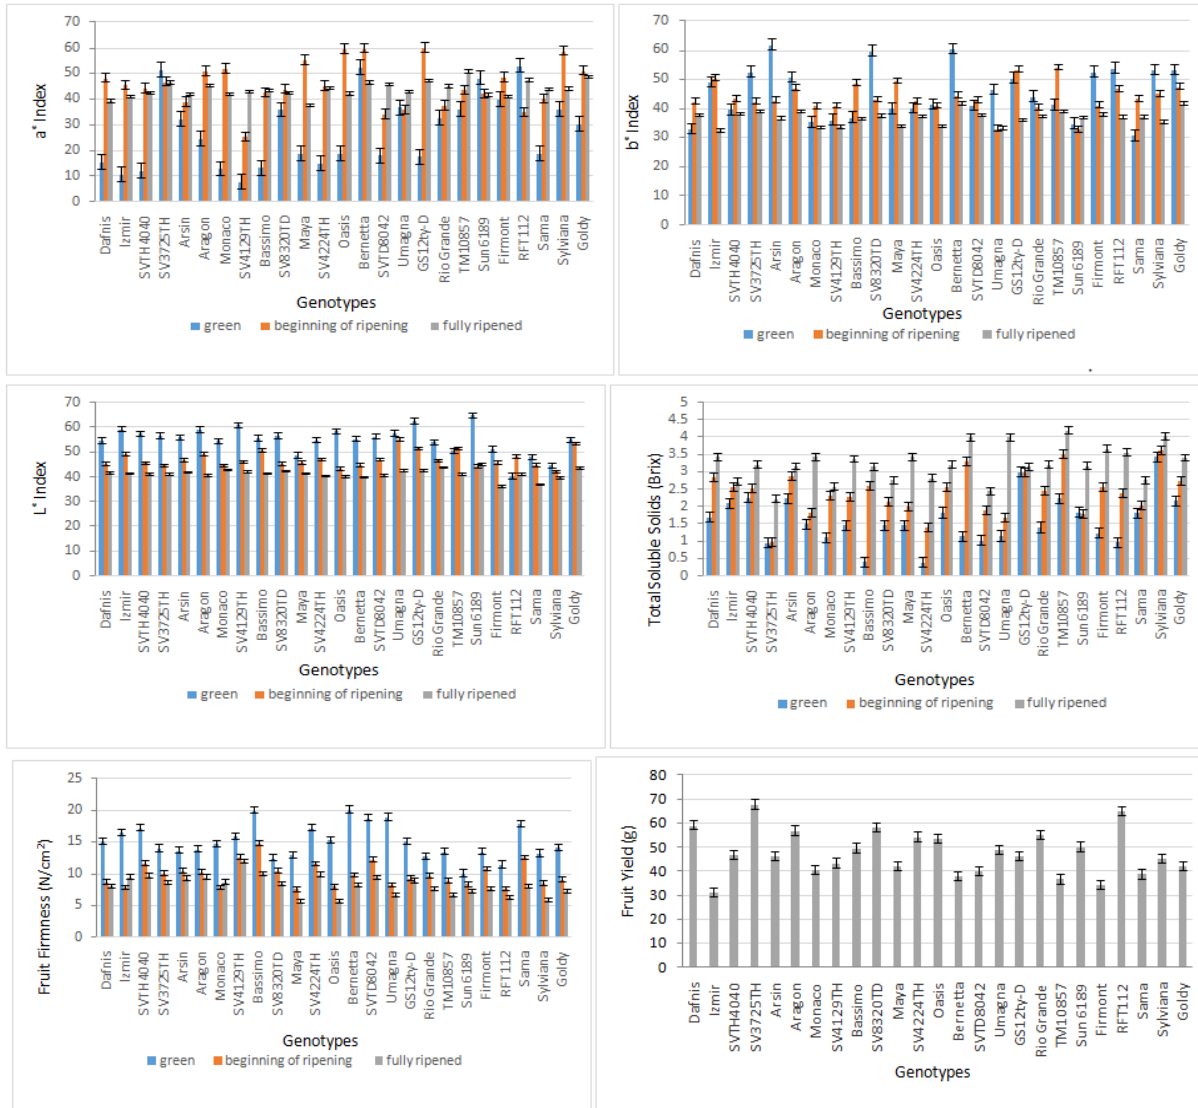 a* Index
70
60
50
40
30
20
10
0
Dafnis
Izmir
SVTH4040
SV3725TH
Arsin
Aragon
Monaco
SV4129TH
Bassimo
SV8320TD
Maya
SV4224TH
Oasis
Bernetta
SVTD8042
Umagna
GS12ty-D
Rio Grande
TM10857
Sun 6189
Firmont
RFT112
Sama
Sylviana
Goldy
Genotypes
green beginning of ripening fully ripened
b* Index
70
60
50
40
30
20
10
0
Dafnis
Izmir
SVTH4040
SV3725TH
Arsin
Aragon
Monaco
SV4129TH
Bassimo
SV8320TD
Maya
SV4224TH
Oasis
Bernetta
SVTD8042
Umagna
GS12ty-D
Rio Grande
TM10857
Sun 6189
Firmont
RFT112
Sama
Sylviana
Goldy
Genotypes
green beginning of ripening fully ripened
L* Index
70
60
50
40
30
20
10
0
Dafnis
Izmir
SVTH4040
SV3725TH
Arsin
Aragon
Monaco
SV4129TH
Bassimo
SV8320TD
Maya
SV4224TH
Oasis
Bernetta
SVTD8042
Umagna
GS12ty-D
Rio Grande
TM10857
Sun 6189
Firmont
RFT112
Sama
Sylviana
Goldy
Genotypes
green beginning of ripening fully ripened
Total Soluble Solids (Brix)
5
4.5
4
3.5
3
2.5
2
1.5
1
0.5
0
Dafnis
Izmir
SVTH4040
SV3725TH
Arsin
Aragon
Monaco
SV4129TH
Bassimo
SV8320TD
Maya
SV4224TH
Oasis
Bernetta
SVTD8042
Umagna
GS12ty-D
Rio Grande
TM10857
Sun 6189
Firmont
RFT112
Sama
Sylviana
Goldy
Genotypes
green beginning of ripening fully ripened
Fruit Firmness (N/cm²)
25
20
15
10
5
0
Dafnis
Izmir
SVTH4040
SV3725TH
Arsin
Aragon
Monaco
SV4129TH
Bassimo
SV8320TD
Maya
SV4224TH
Oasis
Bernetta
SVTD8042
Umagna
GS12ty-D
Rio Grande
TM10857
Sun 6189
Firmont
RFT112
Sama
Sylviana
Goldy
Genotypes
green beginning of ripening fully ripened
Fruit Yield (g)
80
70
60
50
40
30
20
10
0
Dafnis
Izmir
SVTH4040
SV3725TH
Arsin
Aragon
Monaco
SV4129TH
Bassimo
SV8320TD
Maya
SV4224TH
Oasis
Bernetta
SVTD8042
Umagna
GS12ty-D
Rio Grande
TM10857
Sun 6189
Firmont
RFT112
Sama
Sylviana
Goldy
Genotypes